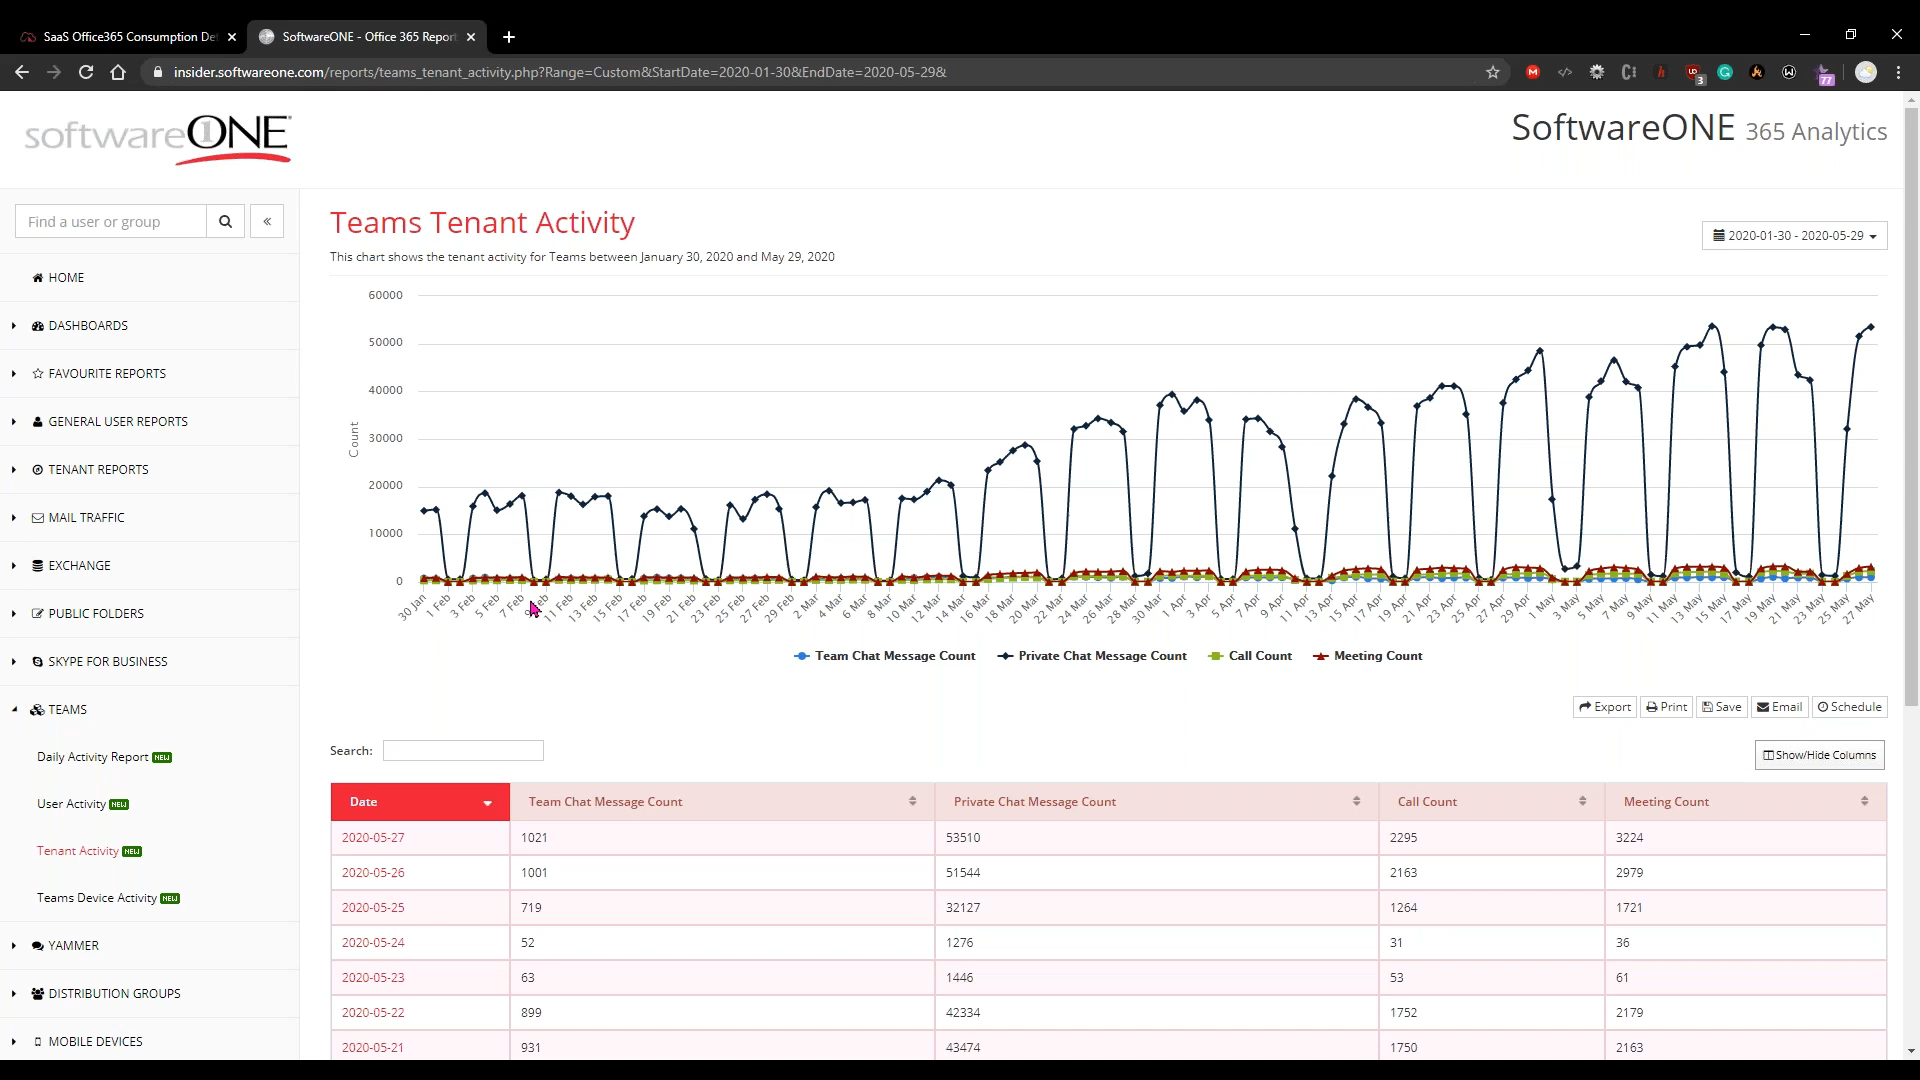 SaaS Office365 Consumption De
SoftwareONE - Office 365 Report
insider.softwareone.com/reports/teams_tenant_activity.php?Range=Custom&StartDate=2020-01-30&EndDate=2020-05-29&
3
77
softwareONE
SoftwareONE 365 Analytics
Find a user or group
HOME
DASHBOARDS
FAVOURITE REPORTS
GENERAL USER REPORTS
TENANT REPORTS
MAIL TRAFFIC
EXCHANGE
PUBLIC FOLDERS
SKYPE FOR BUSINESS
TEAMS
Daily Activity Report NEW
User Activity NEW
Tenant Activity NEW
Teams Device Activity NEW
YAMMER
DISTRIBUTION GROUPS
MOBILE DEVICES
Teams Tenant Activity
2020-01-30 - 2020-05-29
This chart shows the tenant activity for Teams between January 30, 2020 and May 29, 2020
60000
50000
40000
30000
20000
10000
0
Count
30 Jan 1 Feb 3 Feb 5 Feb 7 Feb 9 Feb 11 Feb 13 Feb 15 Feb 17 Feb 19 Feb 21 Feb 23 Feb 25 Feb 27 Feb 29 Feb 2 Mar 4 Mar 6 Mar 8 Mar 10 Mar 12 Mar 14 Mar 16 Mar 18 Mar 20 Mar 22 Mar 24 Mar 26 Mar 28 Mar 30 Mar 1 Apr 3 Apr 5 Apr 7 Apr 9 Apr 11 Apr 13 Apr 15 Apr 17 Apr 19 Apr 21 Apr 23 Apr 25 Apr 27 Apr 29 Apr 1 May 3 May 5 May 7 May 9 May 11 May 13 May 15 May 17 May 19 May 21 May 23 May 25 May 27 May
Team Chat Message Count Private Chat Message Count Call Count Meeting Count
Export Print Save Email Schedule
Search:
Show/Hide Columns
Date Team Chat Message Count Private Chat Message Count Call Count Meeting Count
2020-05-27 1021 53510 2295 3224
2020-05-26 1001 51544 2163 2979
2020-05-25 719 32127 1264 1721
2020-05-24 52 1276 31 36
2020-05-23 63 1446 53 61
2020-05-22 899 42334 1752 2179
2020-05-21 931 43474 1750 2163